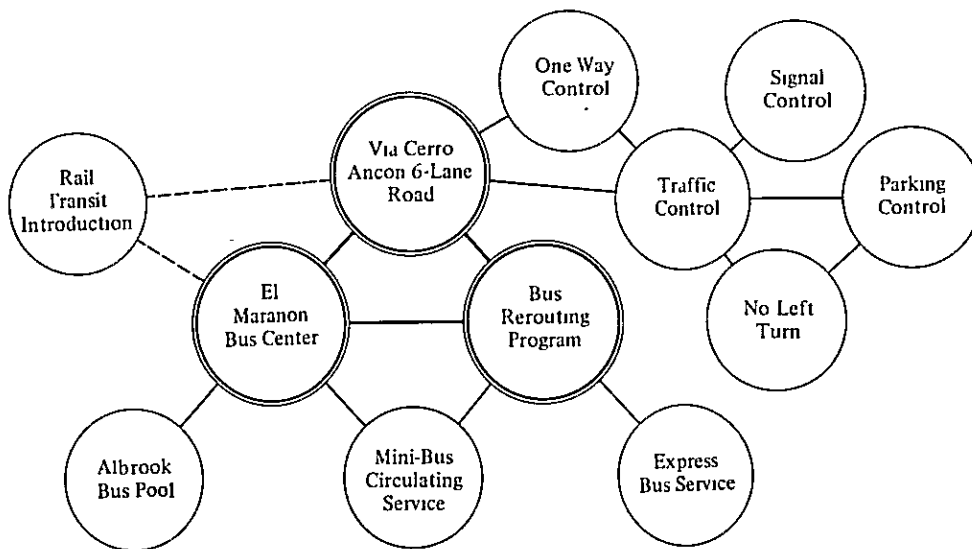 One Way
Control
Signal
Control
Via Cerro
Ancon 6-Lane
Road
Rail
Transit
Introduction
Traffic
Control
Parking
Control
El
Maranon
Bus Center
Bus
Rerouting
Program
No Left
Turn
Albrook
Bus Pool
Mini-Bus
Circulating
Service
Express
Bus Service